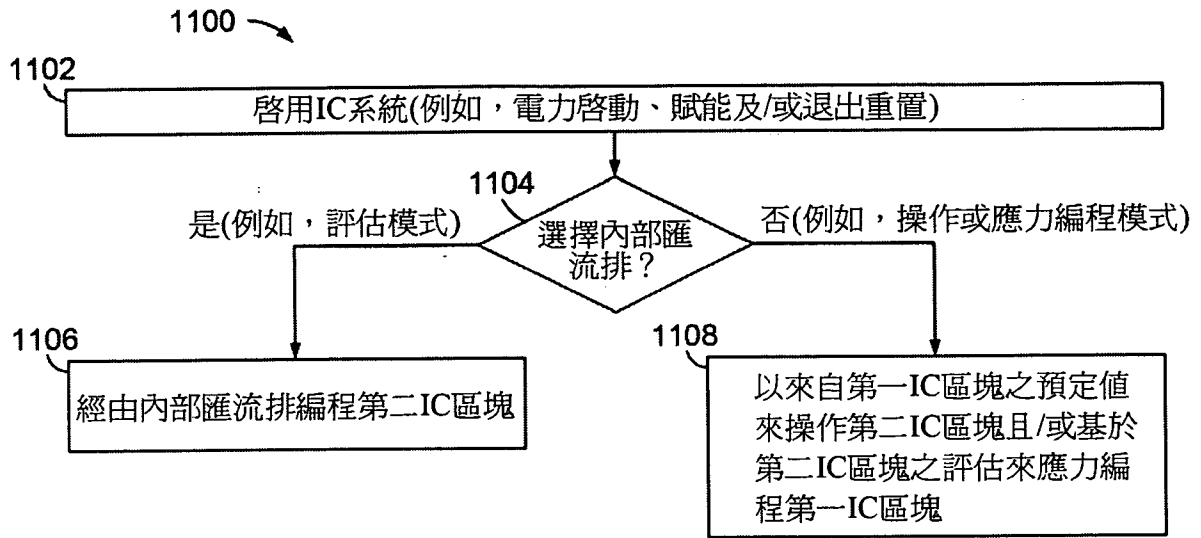 1100
1102
啓用IC系統(例如，電力啓動、賦能及/或退出重置)
1104
是(例如，評估模式)
選擇內部匯
流排？
否(例如，操作或應力編程模式)
1106
經由內部匯流排編程第二IC區塊
1108
以來自第一IC區塊之預定值
來操作第二IC區塊且/或基於
第二IC區塊之評估來應力編
程第一IC區塊